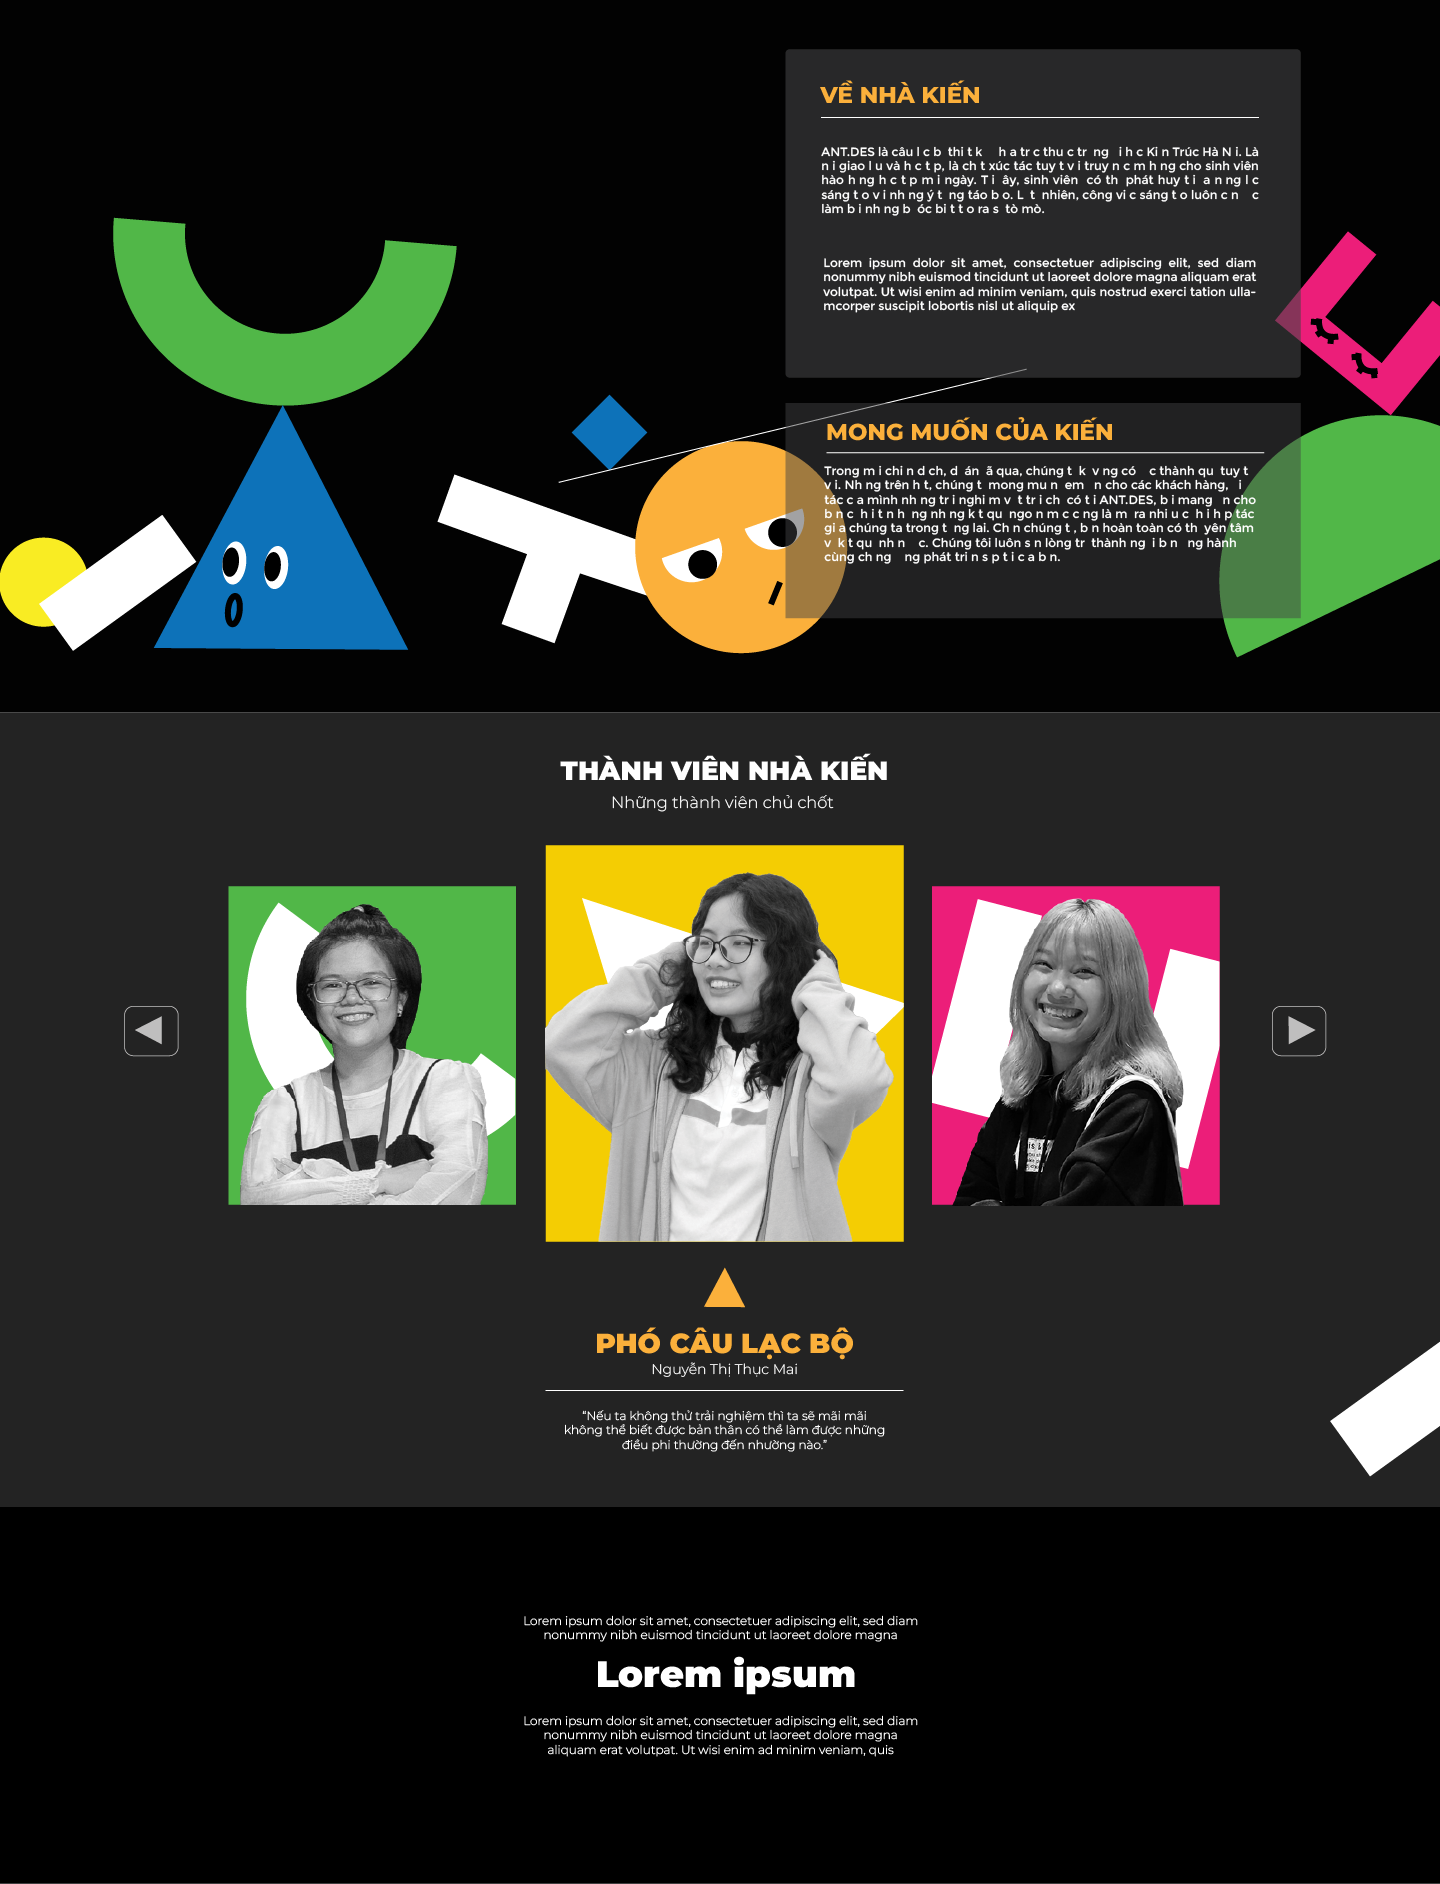 VỀ NHÀ KIẾN
ANT.DES là câu l c b  thi t k    h a tr c thu c tr  ng   i h c Ki n Trúc Hà N i. Là
n i giao l u và h c t p, là ch t xúc tác tuy t v i truy n c m h ng cho sinh viên
hào h ng h c t p m i ngày. T i  ây, sinh viên  có th  phát huy t i  a n ng l c
sáng t o v i nh ng ý t  ng táo b o. L  t  nhiên, công vi c sáng t o luôn c n   c
làm b i nh ng b  óc bi t t o ra s  tò mò.
Lorem ipsum dolor sit amet, consectetuer adipiscing elit, sed diam
nonummy nibh euismod tincidunt ut laoreet dolore magna aliquam erat
volutpat. Ut wisi enim ad minim veniam, quis nostrud exerci tation ulla-
mcorper suscipit lobortis nisl ut aliquip ex
MONG MUỐN CỦA KIẾN
Trong m i chi n d ch, d  án  ã qua, chúng t  k  v ng có   c thành qu  tuy t
v i. Nh ng trên h t, chúng t  mong mu n  em   n cho các khách hàng,   i
tác c a mình nh ng tr i nghi m v  t tr i ch  có t i ANT.DES, b i mang   n cho
b n c  h i t n h  ng nh ng k t qu  ngo n m c c ng là m  ra nhi u c  h i h p tác
gi a chúng ta trong t  ng lai. Ch n chúng t , b n hoàn toàn có th  yên tâm
v  k t qu  nh n   c. Chúng tôi luôn s n lòng tr  thành ng  i b n   ng hành
cùng ch ng   ng phát tri n s p t i c a b n.
THÀNH VIÊN NHÀ KIẾN
Những thành viên chủ chốt
PHÓ CÂU LẠC BỘ
Nguyễn Thị Thục Mai
“Nếu ta không thử trải nghiệm thì ta sẽ mãi mãi
không thể biết được bản thân có thể làm được những
điều phi thường đến nhường nào.”
Lorem ipsum dolor sit amet, consectetuer adipiscing elit, sed diam
nonummy nibh euismod tincidunt ut laoreet dolore magna
Lorem ipsum
Lorem ipsum dolor sit amet, consectetuer adipiscing elit, sed diam
nonummy nibh euismod tincidunt ut laoreet dolore magna
aliquam erat volutpat. Ut wisi enim ad minim veniam, quis